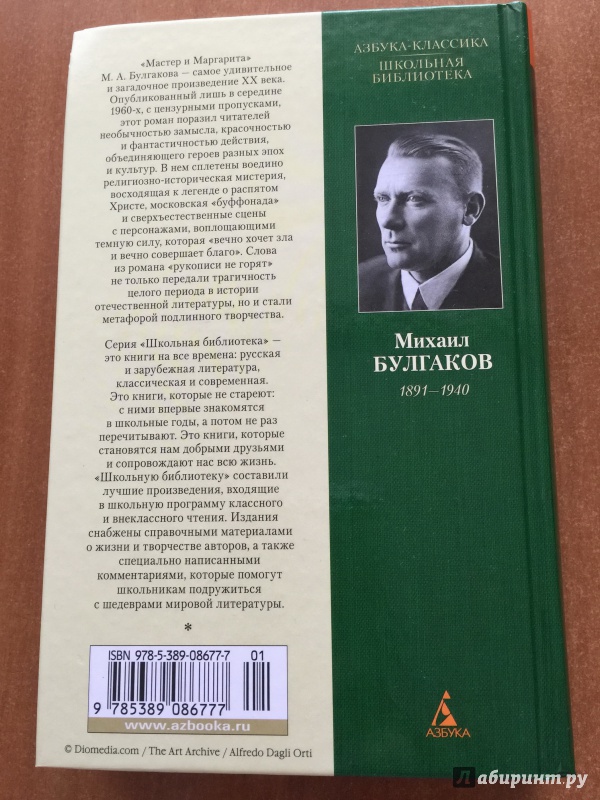 «Мастер и Маргарита»
М. А. Булгакова — самое удивительное
и загадочное произведение XX века.
Опубликованный лишь в середине
1960-х, с цензурными пропусками,
этот роман поразил читателей
необычностью замысла, красочностью
и фантастичностью действия,
объединяющего героев разных эпох
и культур. В нем сплетены воедино
религиозно-историческая мистерия,
восходящая к легенде о распятом
Христе, московская «буффонада»
и сверхъестественные сцены
с персонажами, воплощающими
темную силу, которая «вечно хочет зла
и вечно совершает благо». Слова
из романа «рукописи не горят»
не только передали трагичность
целого периода в истории
отечественной литературы, но и стали
метафорой подлинного творчества.
Серия «Школьная библиотека» —
это книги на все времена: русская
и зарубежная литература,
классическая и современная.
Это книги, которые не стареют:
с ними впервые знакомятся
в школьные годы, а потом не раз
перечитывают. Это книги, которые
становятся нам добрыми друзьями
и сопровождают нас всю жизнь.
«Школьную библиотеку» составили
лучшие произведения, входящие
в школьную программу классного
и внеклассного чтения. Издания
снабжены справочными материалами
о жизни и творчестве авторов, а также
специально написанными
комментариями, которые помогут
школьникам подружиться
с шедеврами мировой литературы.
*
ISBN 978-5-389-08677-7
01
9 785389 086777
www.azbooka.ru
© Diomedia.com / The Art Archive / Alfredo Dagli Orti
АЗБУКА-КЛАССИКА
ШКОЛЬНАЯ
БИБЛИОТЕКА
Михаил
БУЛГАКОВ
1891—1940
АЗБУКА
лабиринт.ру